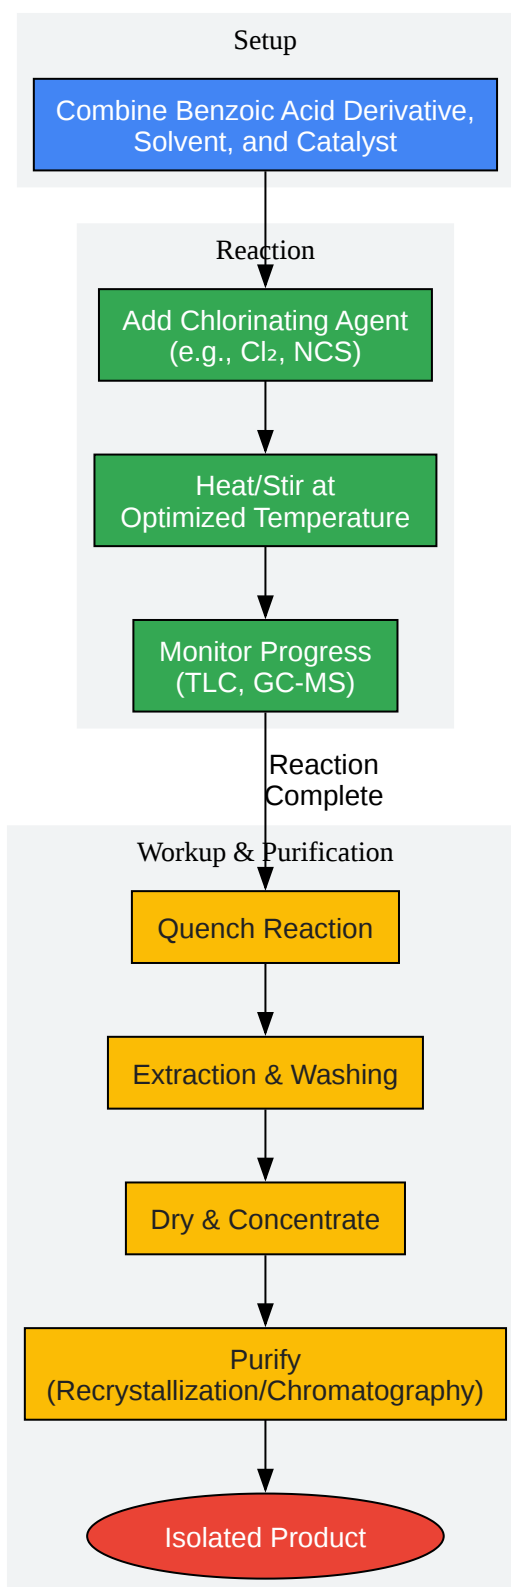 Setup
Combine Benzoic Acid Derivative,
Solvent, and Catalyst
Reaction
Add Chlorinating Agent
(e.g., Cl₂, NCS)
Heat/Stir at
Optimized Temperature
Monitor Progress
(TLC, GC-MS)
Reaction
Complete
Workup & Purification
Quench Reaction
Extraction & Washing
Dry & Concentrate
Purify
(Recrystallization/Chromatography)
Isolated Product